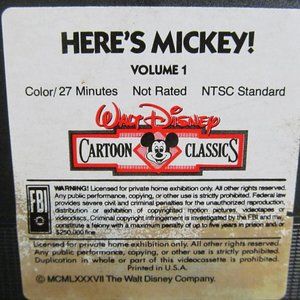 HERE'S MICKEY!
VOLUME 1
Color/27 Minutes Not Rated NTSC Standard
WALT DISNEY
CARTOON CLASSICS
FBI
WARNING! Licensed for private home exhibition only. All other rights reserved.
Any public performance, copying, or other use is strictly prohibited. Federal law
provides severe civil and criminal penalties for the unauthorized reproduction,
distribution or exhibition of copyrighted motion pictures, videotapes or
videodiscs. Criminal copyright infringement is investigated by the FBI and may
constitute a felony with a maximum penalty of up to five years in prison and/or
a $250,000 fine.
Licensed for private home exhibition only. All other rights reserved.
Any public performance, copying, or other use is strictly prohibited.
Duplication in whole or part of this videocassette is prohibited.
Printed in U.S.A.
© MCMLXXXVII The Walt Disney Company.